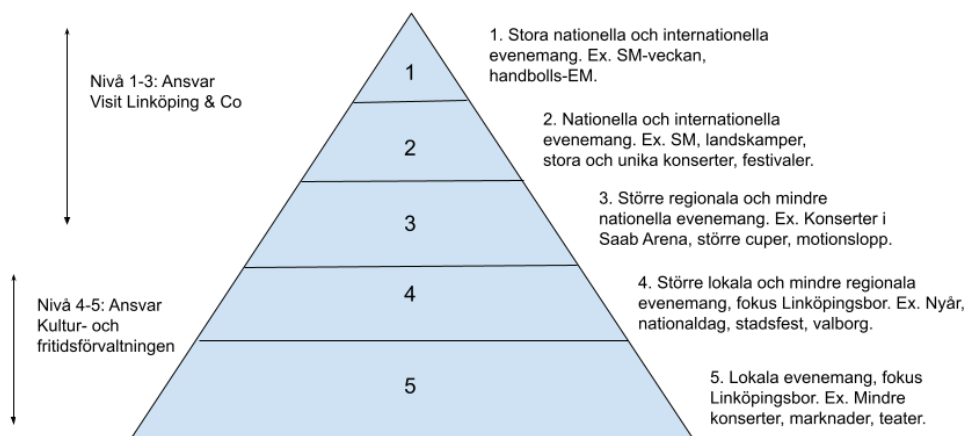 1. Stora nationella och internationella
evenemang. Ex. SM-veckan,
handbolls-EM.
Nivå 1-3: Ansvar
Visit Linköping & Co
1
2. Nationella och internationella
evenemang. Ex. SM, landskamper,
stora och unika konserter, festivaler.
2
3. Större regionala och mindre
nationella evenemang. Ex. Konserter i
Saab Arena, större cuper, motionslopp.
3
4. Större lokala och mindre regionala
evenemang, fokus Linköpingsbor. Ex. Nyår,
nationaldag, stadsfest, valborg.
Nivå 4-5: Ansvar
Kultur- och
fritidsförvaltningen
4
5. Lokala evenemang, fokus
Linköpingsbor. Ex. Mindre
konserter, marknader, teater.
5